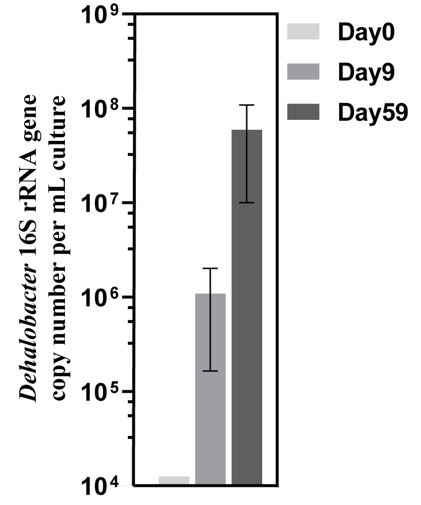 10⁹
10⁸
10⁷
10⁶
10⁵
10⁴
Dehalobacter 16S rRNA gene
copy number per mL culture
Day0
Day9
Day59